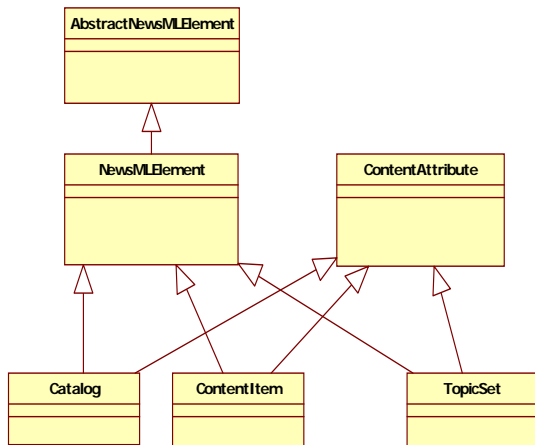 AbstractNewsMLElement
NewsMLElement
ContentAttribute
Catalog
ContentItem
TopicSet